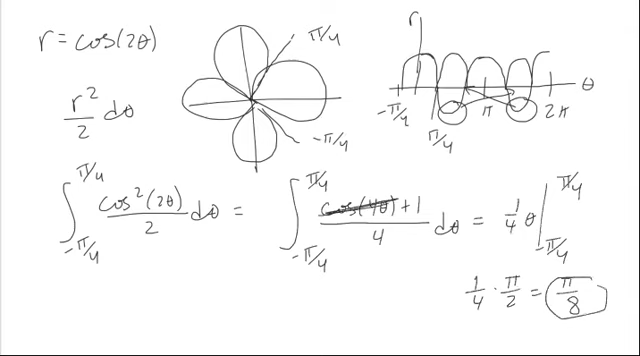 r = cos(2θ)
π/4
-π/4
r
-π/4
π/4
π
2π
θ
r²/2 dθ
∫_{-π/4}^{π/4} cos²(2θ)/2 dθ = ∫_{-π/4}^{π/4} cos(4θ)+1/4 dθ = 1/4 θ |_{-π/4}^{π/4}
1/4 · π/2 = π/8